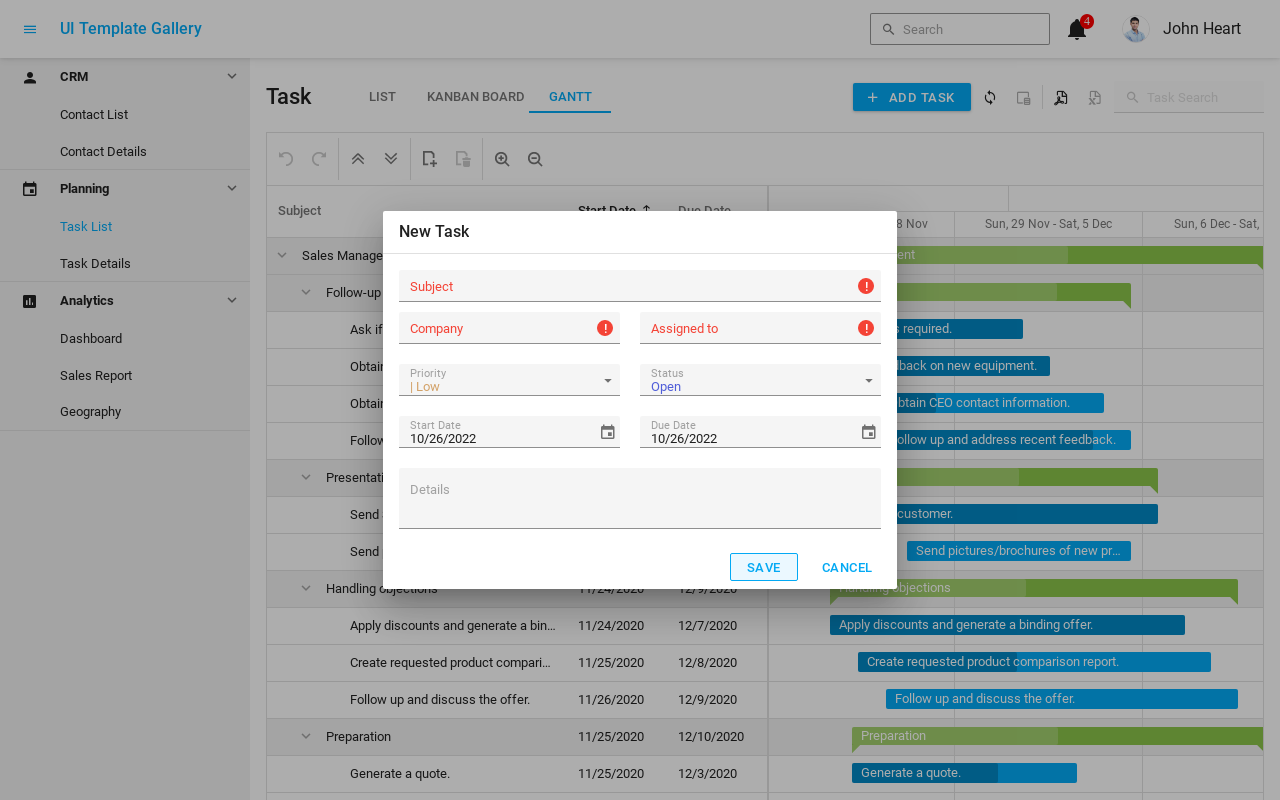 UI Template Gallery
Search
4
John Heart
CRM
Contact List
Contact Details
Planning
Task List
Task Details
Analytics
Dashboard
Sales Report
Geography
Task
LIST
KANBAN BOARD
GANTT
ADD TASK
Task Search
Subject
Start Date
Due Date
8 Nov
Sun, 29 Nov - Sat, 5 Dec
Sun, 6 Dec - Sat,
Sales Manage
ent
Follow-up
Ask if
s required.
Obtain
back on new equipment.
Obtain
btain CEO contact information.
Follow
ollow up and address recent feedback.
Presentati
Send
customer.
Send
Send pictures/brochures of new pr...
New Task
Subject
Company
Assigned to
Priority
| Low
Status
Open
Start Date
10/26/2022
Due Date
10/26/2022
Details
SAVE
CANCEL
Handling objections
11/24/2020
12/9/2020
Handling objections
Apply discounts and generate a bin...
11/24/2020
12/7/2020
Apply discounts and generate a binding offer.
Create requested product compari...
11/25/2020
12/8/2020
Create requested product comparison report.
Follow up and discuss the offer.
11/26/2020
12/9/2020
Follow up and discuss the offer.
Preparation
11/25/2020
12/10/2020
Preparation
Generate a quote.
11/25/2020
12/3/2020
Generate a quote.